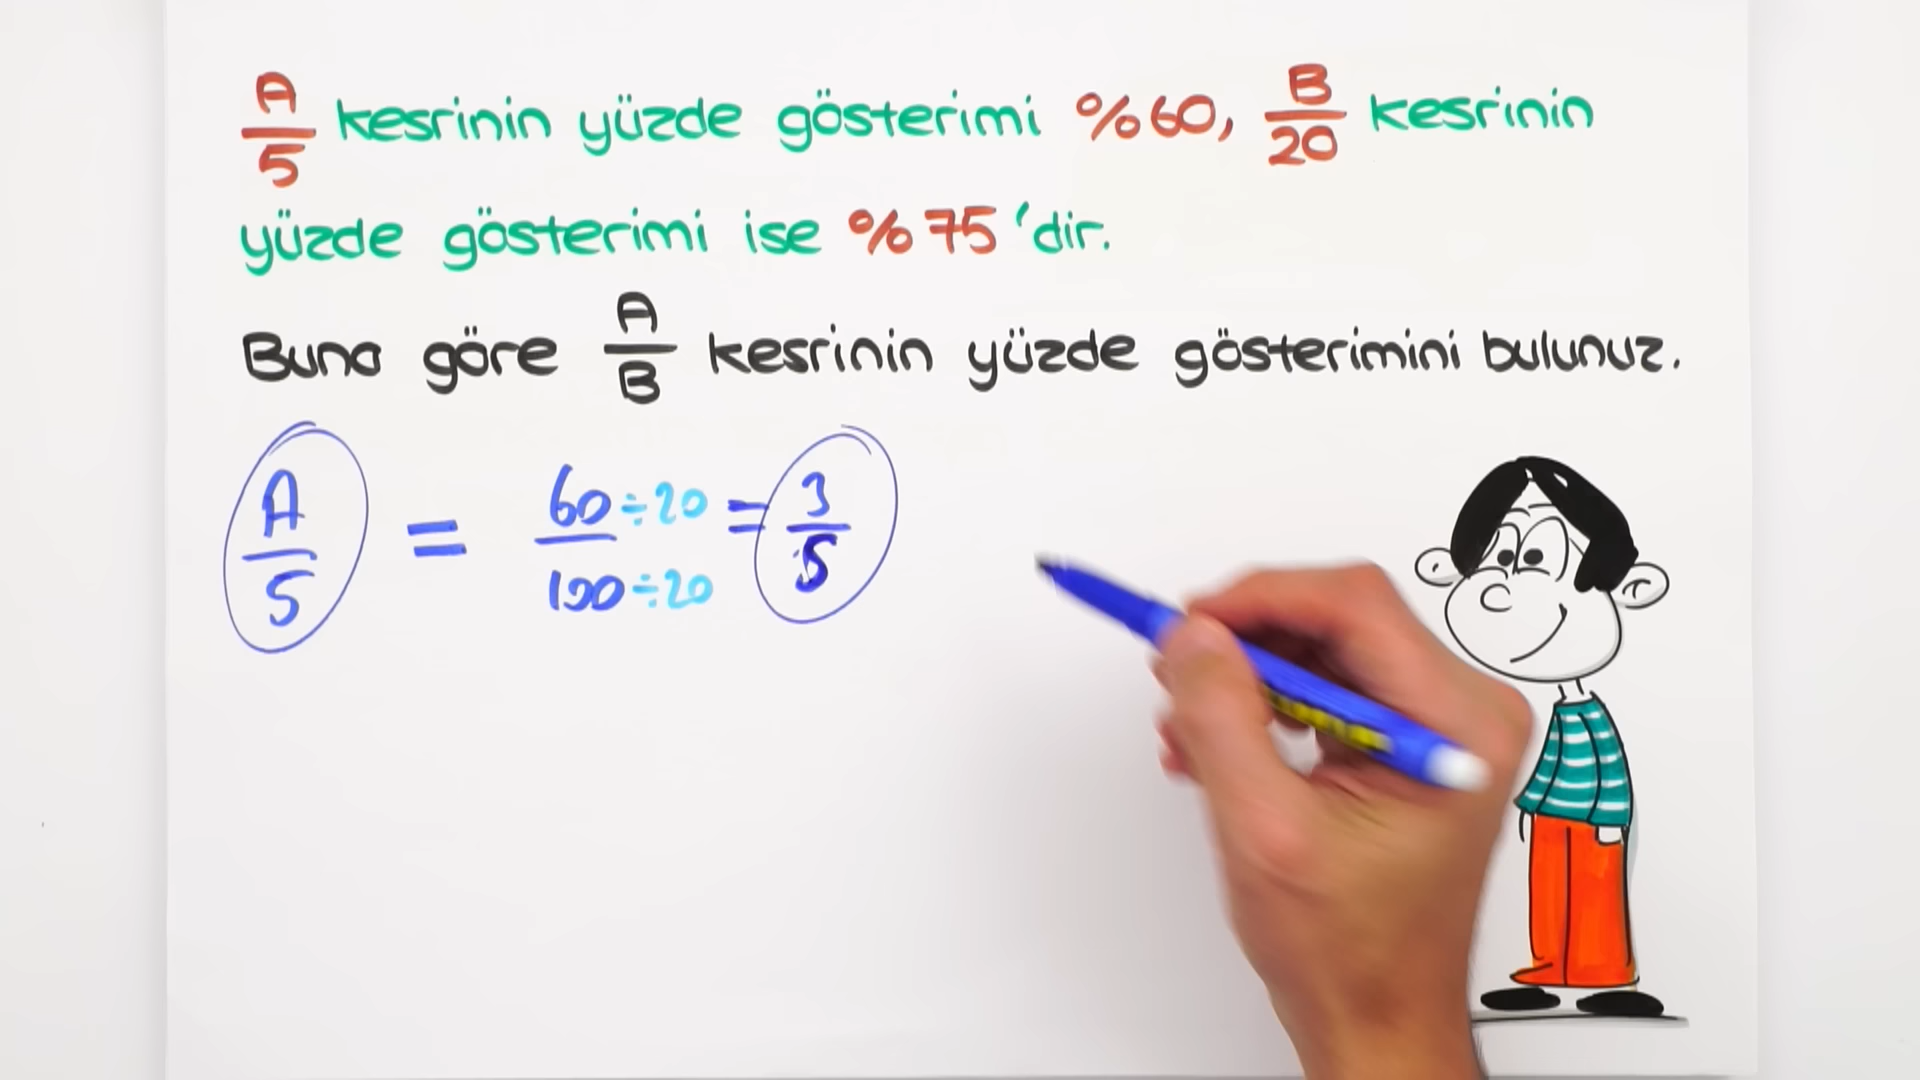 A/5 kesrinin yüzde gösterimi %60, B/20 kesrinin
yüzde gösterimi ise %75'dir.
Buna göre A/B kesrinin yüzde gösterimini bulunuz.
A/5 = 60÷20/100÷20 = 3/5